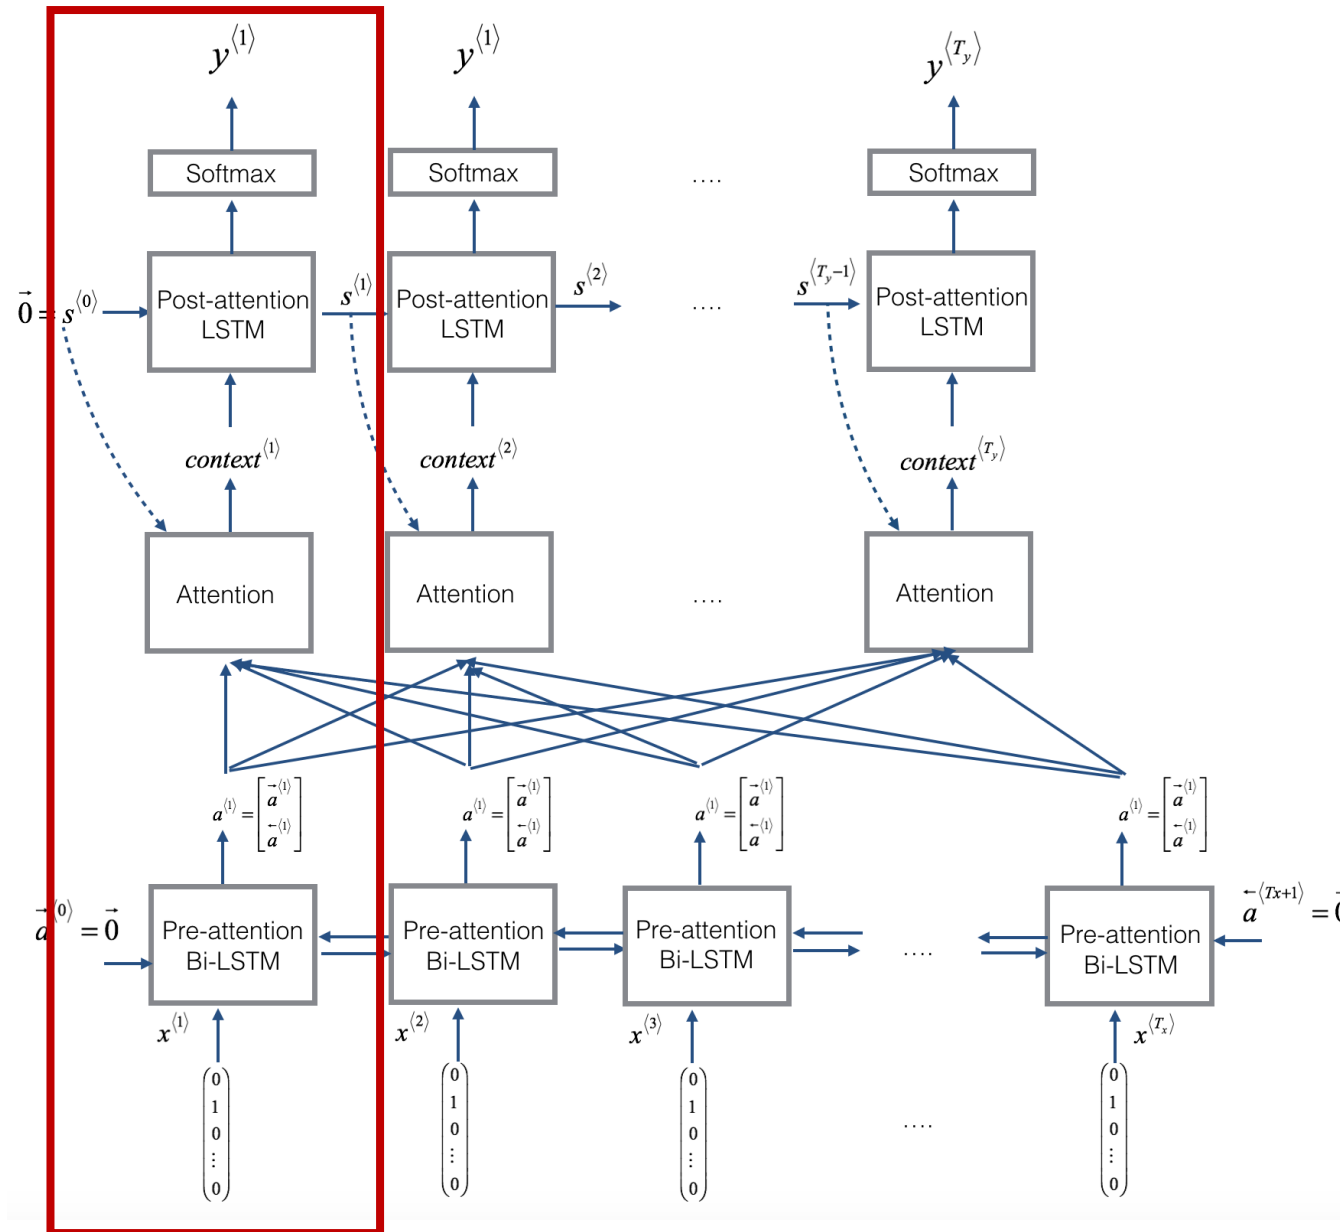 y⟨1⟩ y⟨1⟩ y⟨T_y⟩
Softmax Softmax .... Softmax
0⃗ = s⟨0⟩ Post-attention LSTM s⟨1⟩ Post-attention LSTM s⟨2⟩ .... s⟨T_y−1⟩ Post-attention LSTM
context⟨1⟩ context⟨2⟩ context⟨T_y⟩
Attention Attention .... Attention
a⟨1⟩ = [a⃗⟨1⟩ a⃖⟨1⟩] a⟨1⟩ = [a⃗⟨1⟩ a⃖⟨1⟩] a⟨1⟩ = [a⃗⟨1⟩ a⃖⟨1⟩] a⟨1⟩ = [a⃗⟨1⟩ a⃖⟨1⟩]
a⃗⟨0⟩ = 0⃗ Pre-attention Bi-LSTM Pre-attention Bi-LSTM Pre-attention Bi-LSTM .... Pre-attention Bi-LSTM a⃖⟨Tx+1⟩ =
x⟨1⟩ x⟨2⟩ x⟨3⟩ x⟨T_x⟩
0 0 0 0
1 1 1 1
0 0 0 .... 0
⋮ ⋮ ⋮ ⋮
0 0 0 0